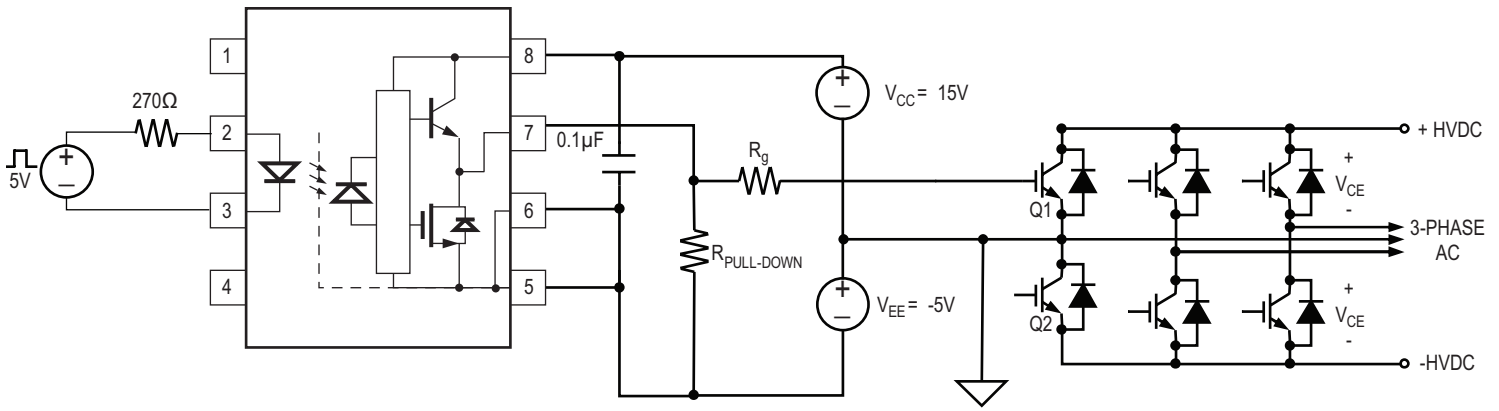 1
8
270Ω
V_CC = 15V
2
7
0.1µF
+ HVDC
5V
R_g
+
V_CE
-
Q1
3
6
3-PHASE
AC
R_PULL-DOWN
4
5
V_EE = -5V
Q2
+
V_CE
-
-HVDC